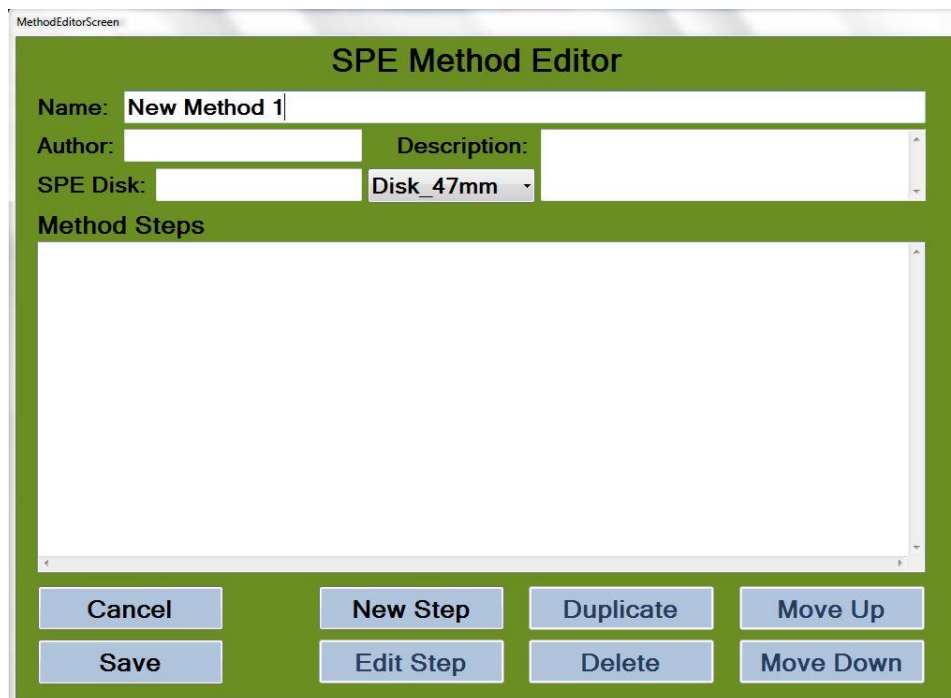 MethodEditorScreen
SPE Method Editor
Name: New Method 1
Author: Description:
SPE Disk: Disk_47mm
Method Steps
Cancel New Step Duplicate Move Up
Save Edit Step Delete Move Down